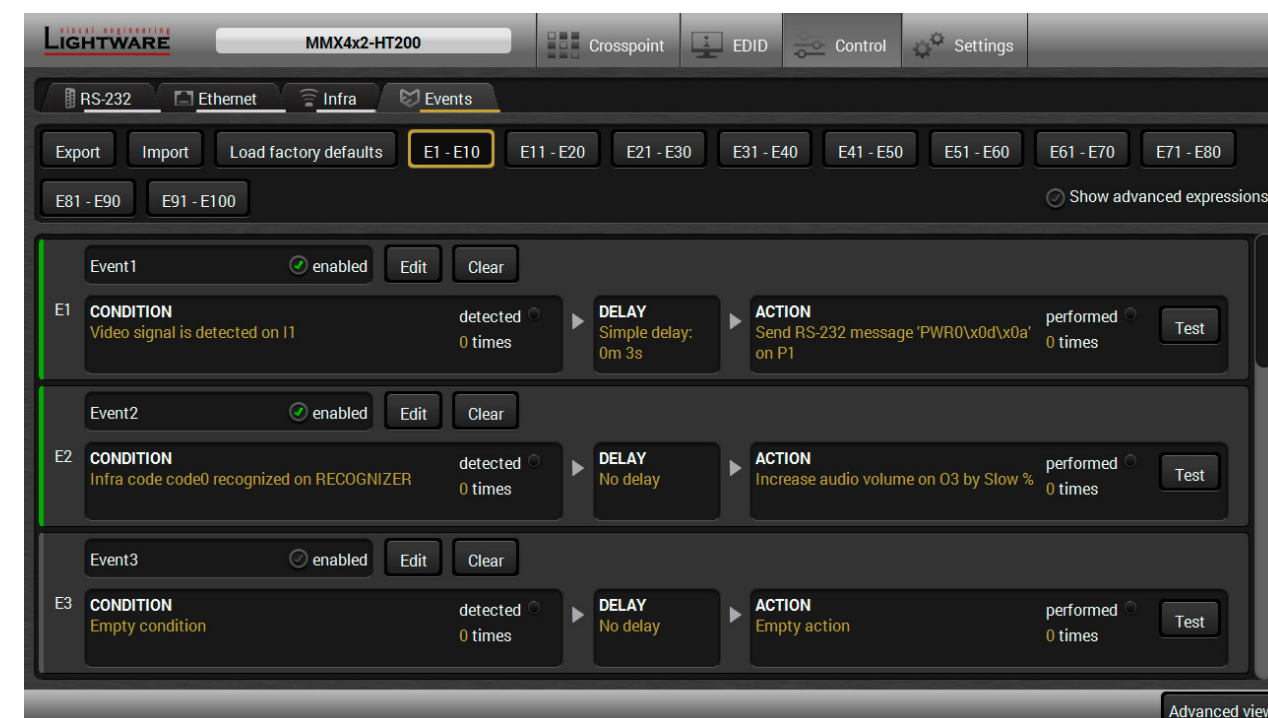 visual engineering
LIGHTWARE
MMX4x2-HT200
Crosspoint
EDID
Control
Settings
RS-232
Ethernet
Infra
Events
Export
Import
Load factory defaults
E1 - E10
E11 - E20
E21 - E30
E31 - E40
E41 - E50
E51 - E60
E61 - E70
E71 - E80
E81 - E90
E91 - E100
Show advanced expressions
Event1
enabled
Edit
Clear
E1
CONDITION
Video signal is detected on I1
detected
0 times
DELAY
Simple delay:
0m 3s
ACTION
Send RS-232 message 'PWR0\x0d\x0a'
on P1
performed
0 times
Test
Event2
enabled
Edit
Clear
E2
CONDITION
Infra code code0 recognized on RECOGNIZER
detected
0 times
DELAY
No delay
ACTION
Increase audio volume on O3 by Slow %
performed
0 times
Test
Event3
enabled
Edit
Clear
E3
CONDITION
Empty condition
detected
0 times
DELAY
No delay
ACTION
Empty action
performed
0 times
Test
Advanced view